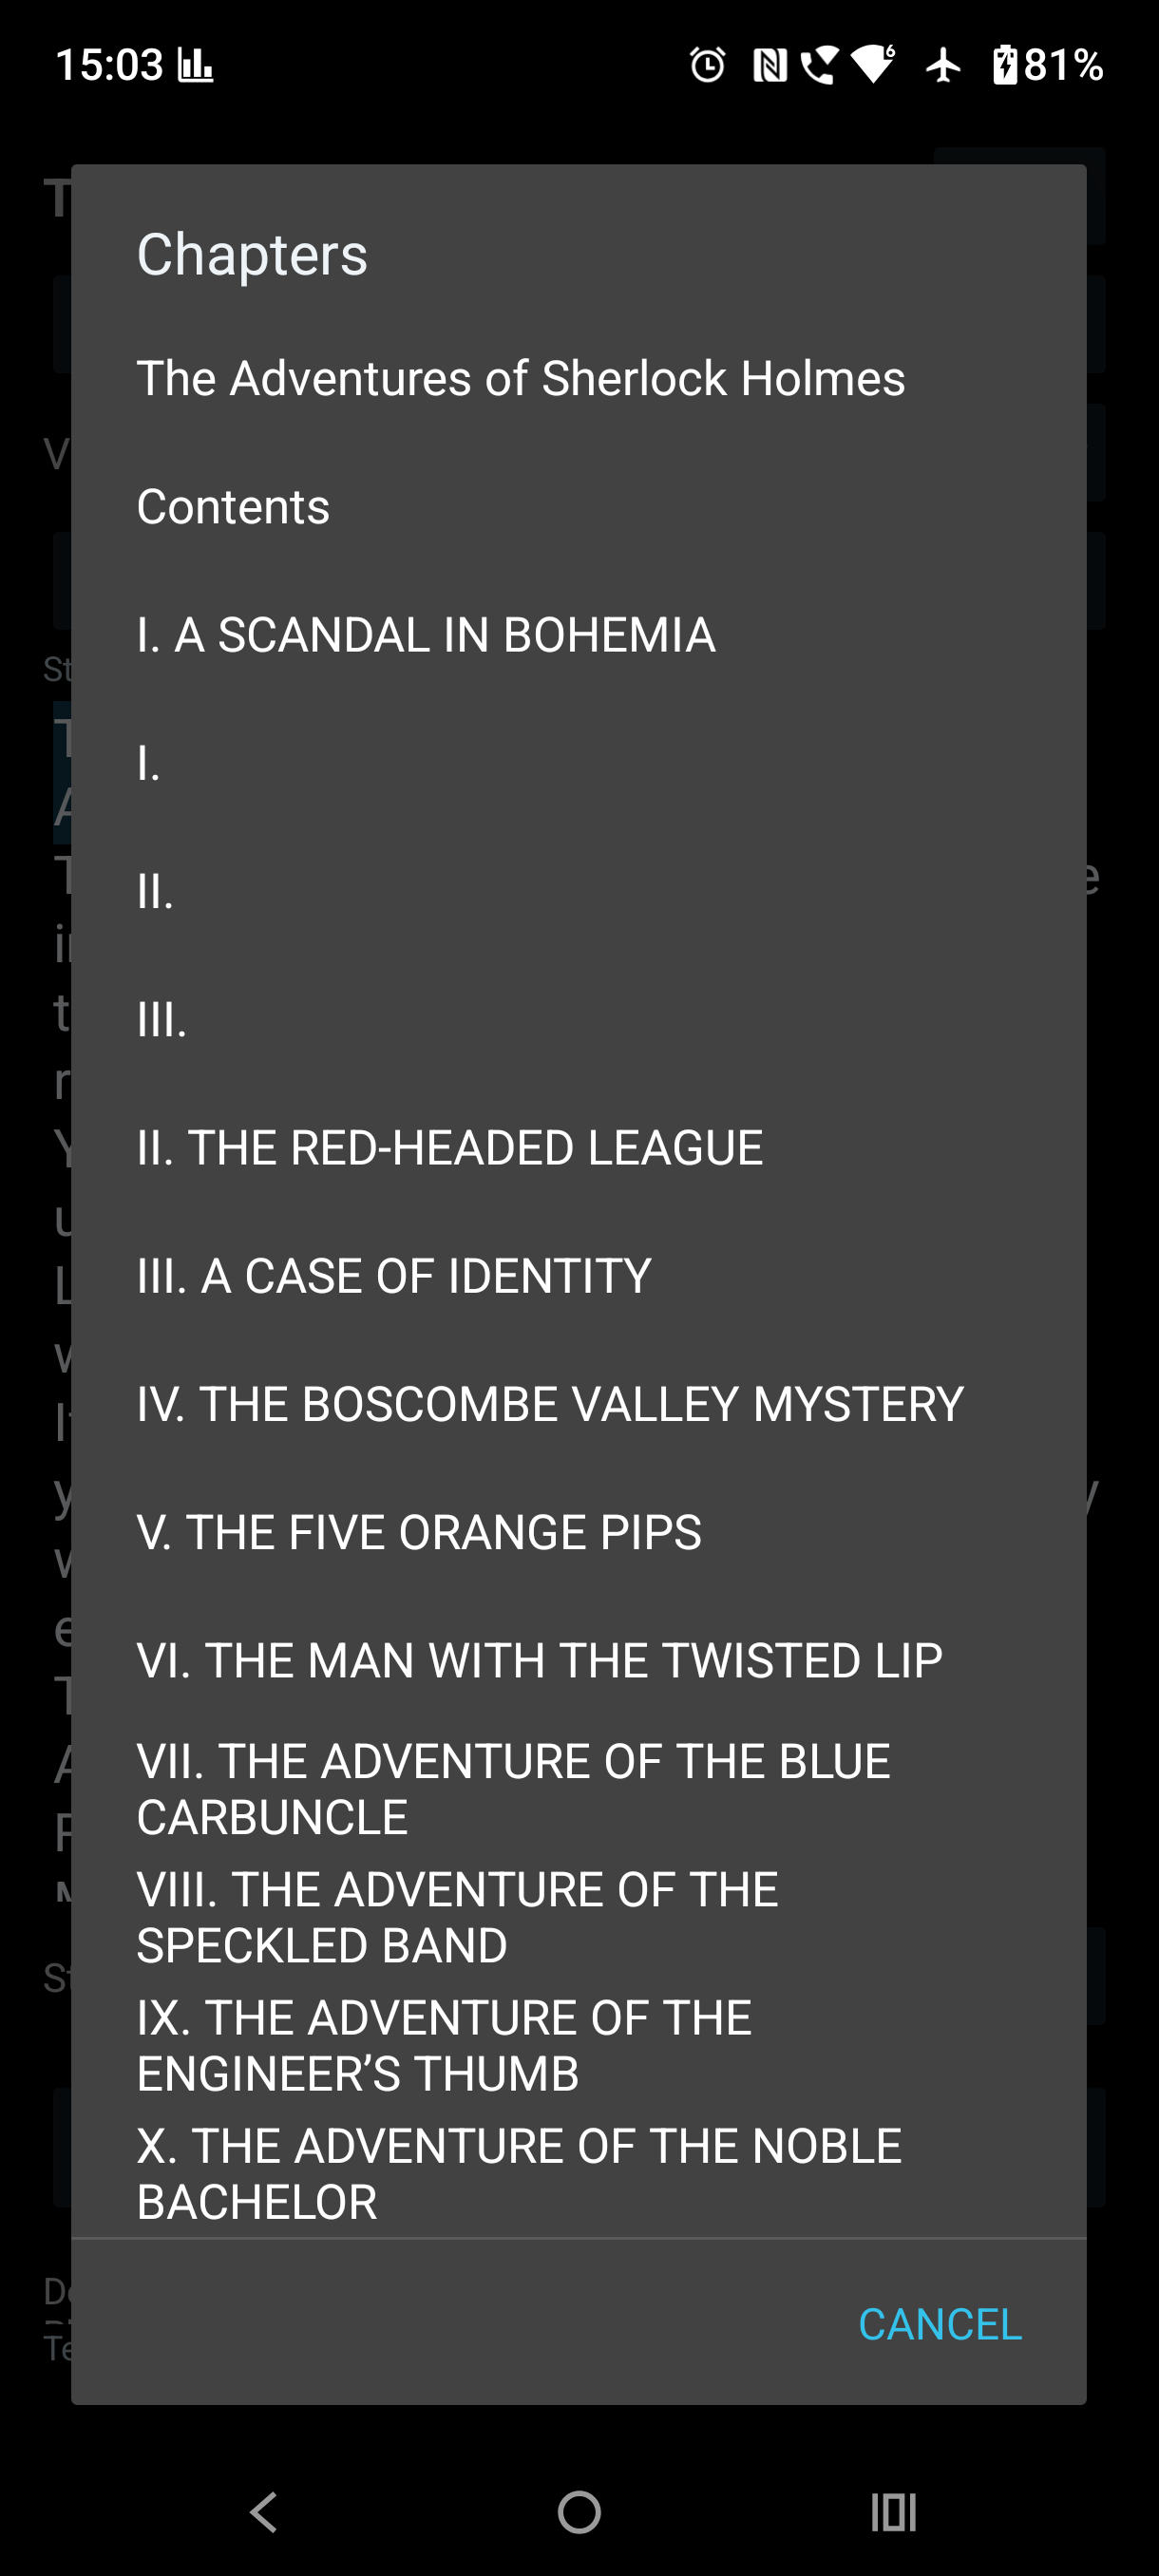 15:03
6
81%
Chapters
The Adventures of Sherlock Holmes
Contents
I. A SCANDAL IN BOHEMIA
I.
II.
III.
II. THE RED-HEADED LEAGUE
III. A CASE OF IDENTITY
IV. THE BOSCOMBE VALLEY MYSTERY
V. THE FIVE ORANGE PIPS
VI. THE MAN WITH THE TWISTED LIP
VII. THE ADVENTURE OF THE BLUE
CARBUNCLE
VIII. THE ADVENTURE OF THE
SPECKLED BAND
IX. THE ADVENTURE OF THE
ENGINEER’S THUMB
X. THE ADVENTURE OF THE NOBLE
BACHELOR
CANCEL